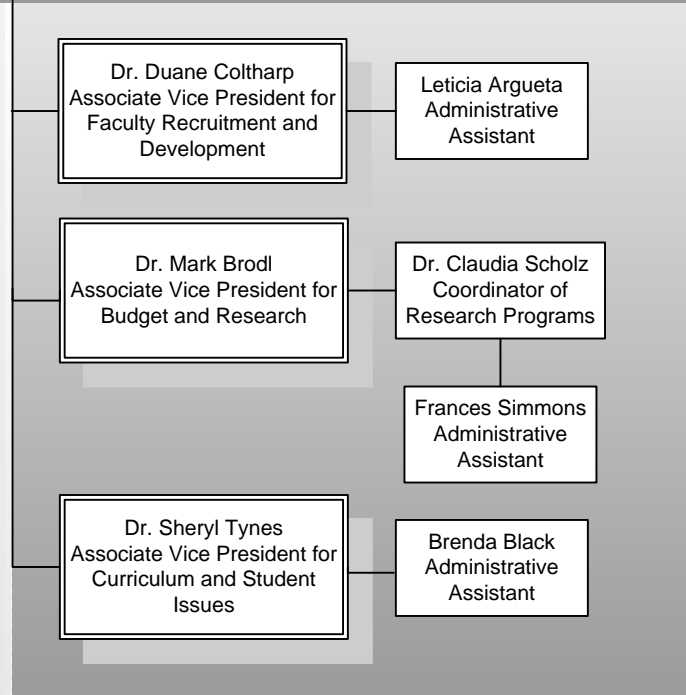 Dr. Duane Coltharp
Associate Vice President for
Faculty Recruitment and
Development
Leticia Argueta
Administrative
Assistant
Dr. Mark Brodl
Associate Vice President for
Budget and Research
Dr. Claudia Scholz
Coordinator of
Research Programs
Frances Simmons
Administrative
Assistant
Dr. Sheryl Tynes
Associate Vice President for
Curriculum and Student
Issues
Brenda Black
Administrative
Assistant